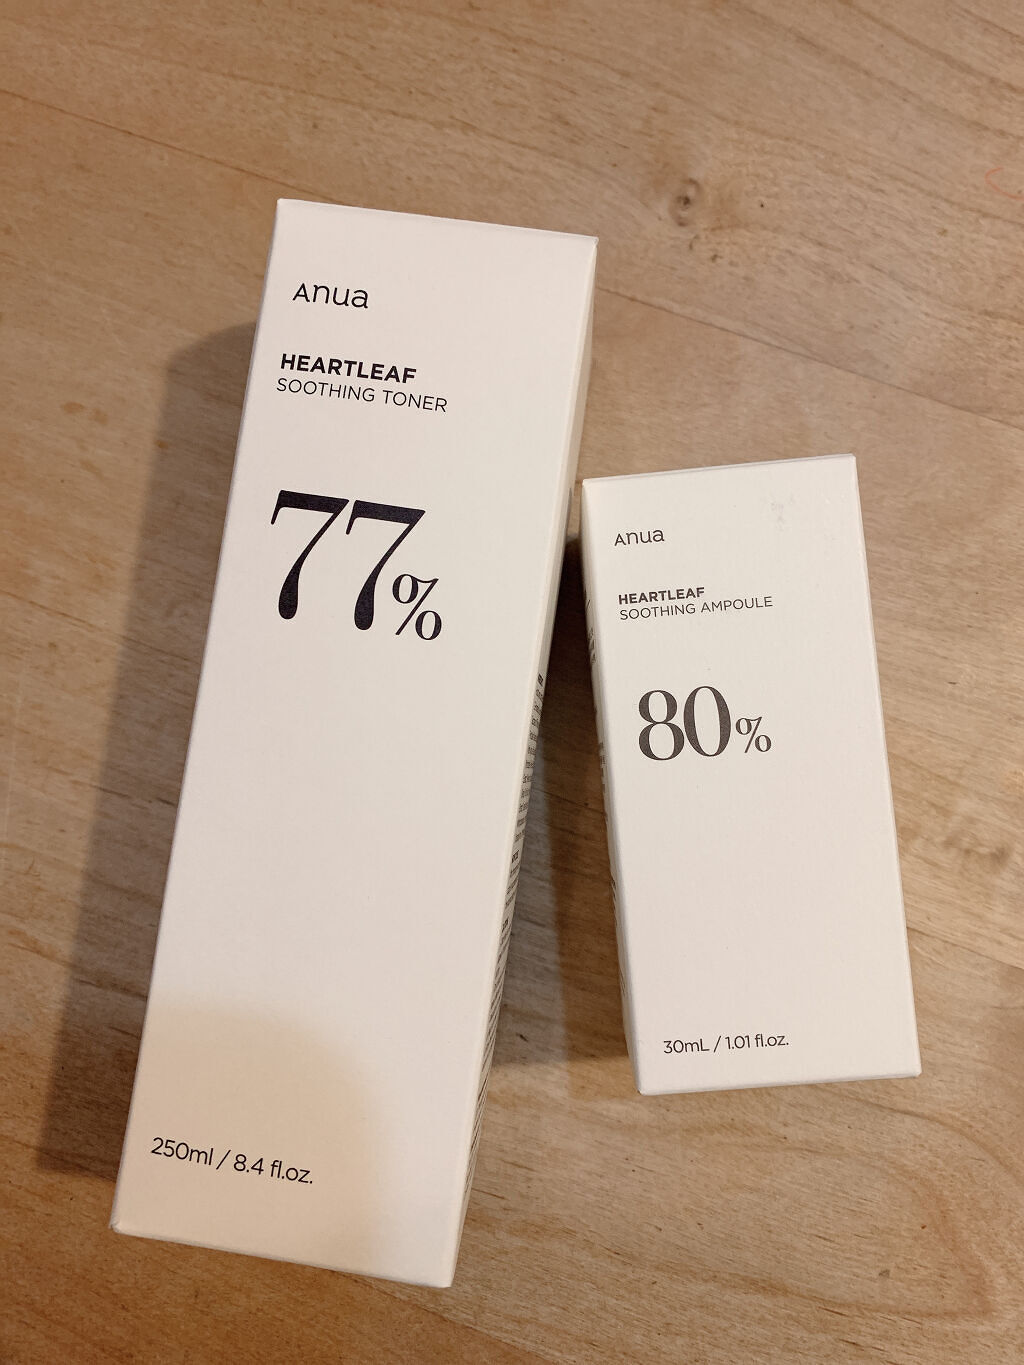 Anua
HEARTLEAF
SOOTHING TONER
77%
250ml / 8.4 fl.oz.
Anua
HEARTLEAF
SOOTHING AMPOULE
80%
30mL / 1.01 fl.oz.